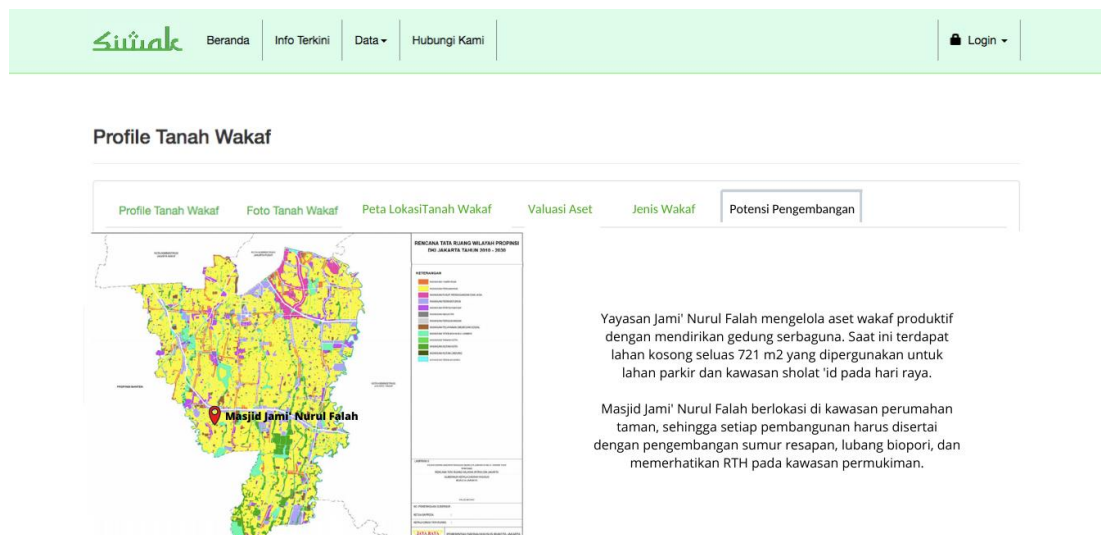 Siwak
Beranda
Info Terkini
Data
Hubungi Kami
Login
Profile Tanah Wakaf
Profile Tanah Wakaf
Foto Tanah Wakaf
Peta LokasiTanah Wakaf
Valuasi Aset
Jenis Wakaf
Potensi Pengembangan
RENCANA TATA RUANG WILAYAH PROPINSI
DKI JAKARTA TAHUN 2010 - 2030
KETERANGAN
Masjid Jami' Nurul Falah
Yayasan Jami' Nurul Falah mengelola aset wakaf produktif
dengan mendirikan gedung serbaguna. Saat ini terdapat
lahan kosong seluas 721 m2 yang dipergunakan untuk
lahan parkir dan kawasan sholat 'id pada hari raya.
Masjid Jami' Nurul Falah berlokasi di kawasan perumahan
taman, sehingga setiap pembangunan harus disertai
dengan pengembangan sumur resapan, lubang biopori, dan
memerhatikan RTH pada kawasan permukiman.